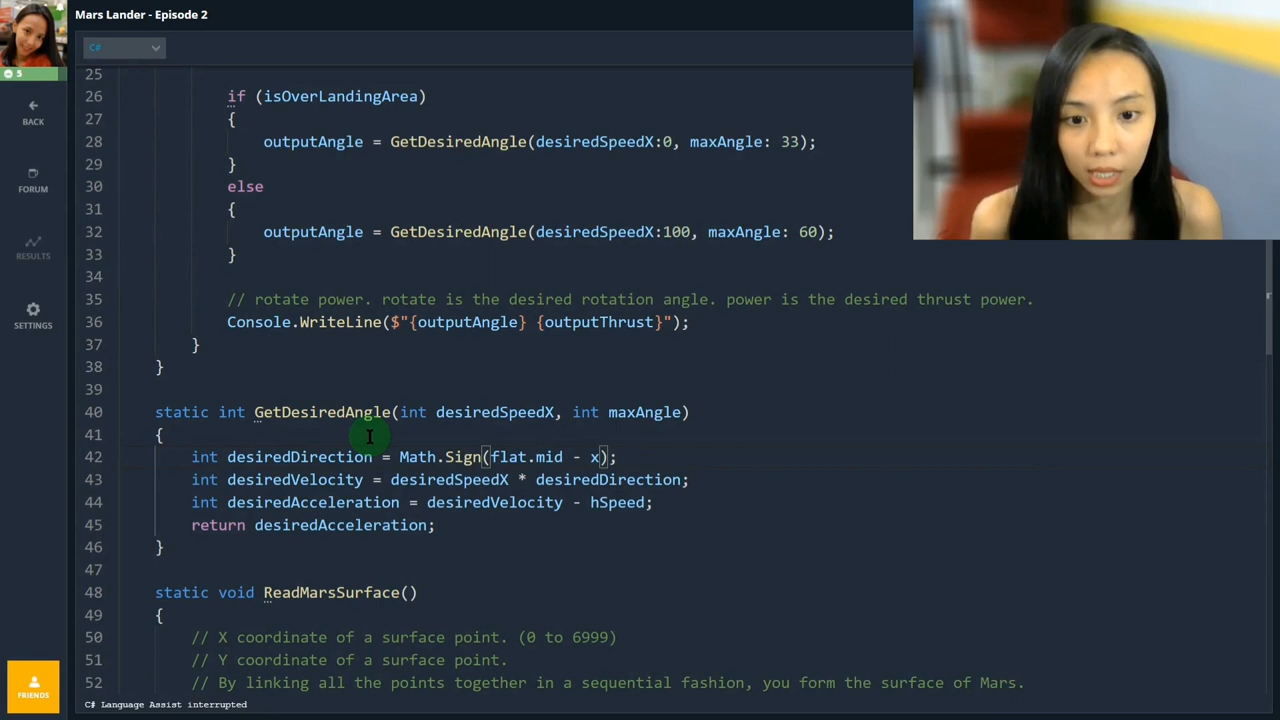 Mars Lander - Episode 2
C#
5
BACK
FORUM
RESULTS
SETTINGS
FRIENDS
25
26 if (isOverLandingArea)
27 {
28 outputAngle = GetDesiredAngle(desiredSpeedX:0, maxAngle: 33);
29 }
30 else
31 {
32 outputAngle = GetDesiredAngle(desiredSpeedX:100, maxAngle: 60);
33 }
34
35 // rotate power. rotate is the desired rotation angle. power is the desired thrust power.
36 Console.WriteLine($"{outputAngle} {outputThrust}");
37 }
38 }
39
40 static int GetDesiredAngle(int desiredSpeedX, int maxAngle)
41 {
42 int desiredDirection = Math.Sign(flat.mid - x);
43 int desiredVelocity = desiredSpeedX * desiredDirection;
44 int desiredAcceleration = desiredVelocity - hSpeed;
45 return desiredAcceleration;
46 }
47
48 static void ReadMarsSurface()
49 {
50 // X coordinate of a surface point. (0 to 6999)
51 // Y coordinate of a surface point.
52 // By linking all the points together in a sequential fashion, you form the surface of Mars.
C# Language Assist interrupted